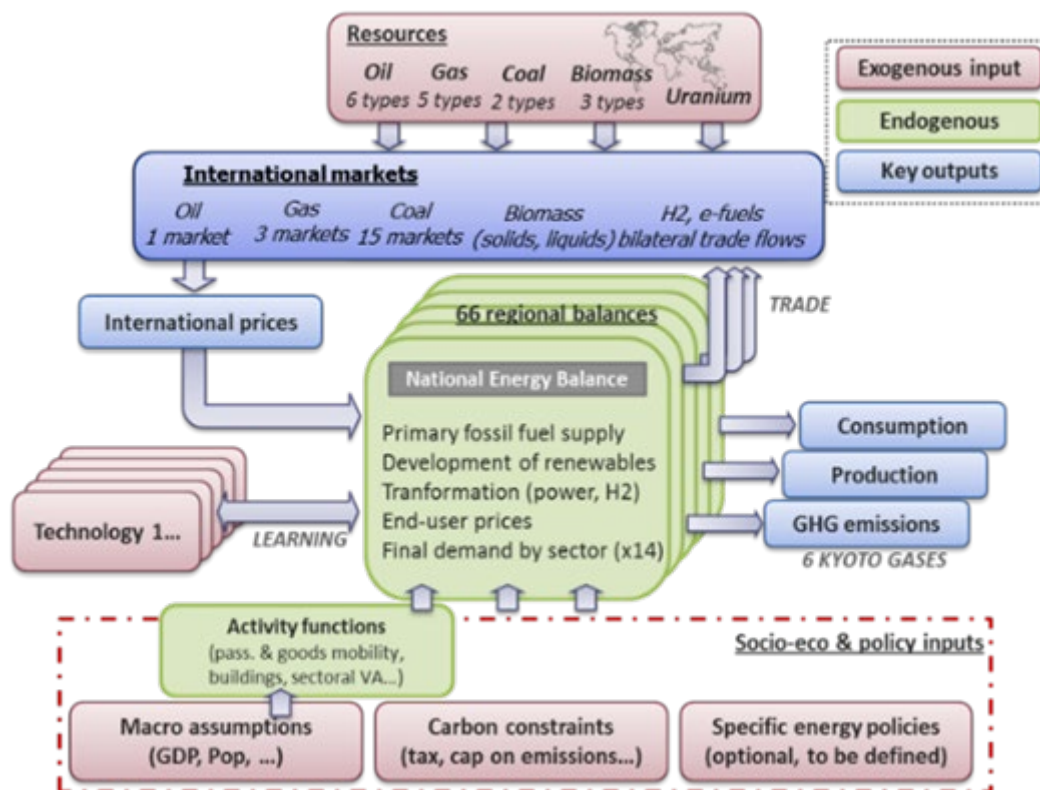 Resources
Oil Gas Coal Biomass Uranium
6 types 5 types 2 types 3 types
Exogenous input
Endogenous
Key outputs
International markets
Oil Gas Coal Biomass H2, e-fuels
1 market 3 markets 15 markets (solids, liquids) bilateral trade flows
International prices
66 regional balances
TRADE
National Energy Balance
Primary fossil fuel supply
Development of renewables
Tranformation (power, H2)
End-user prices
Final demand by sector (x14)
Consumption
Production
GHG emissions
6 KYOTO GASES
Technology 1...
LEARNING
Activity functions
(pass. & goods mobility,
buildings, sectoral VA...)
Socio-eco & policy inputs
Macro assumptions
(GDP, Pop, ...)
Carbon constraints
(tax, cap on emissions...)
Specific energy policies
(optional, to be defined)